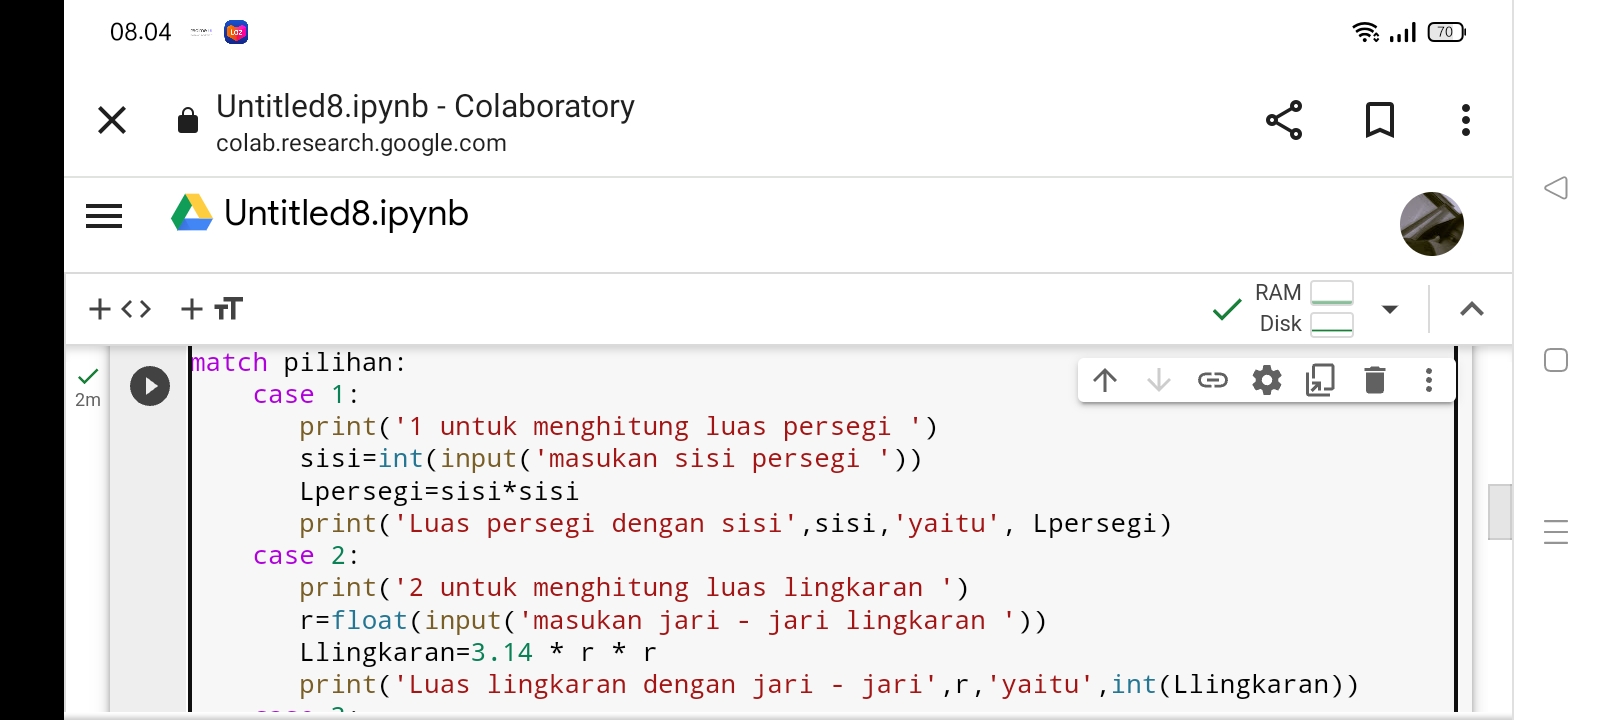 08.04
Laz
70
Untitled8.ipynb - Colaboratory
colab.research.google.com
Untitled8.ipynb
RAM
Disk
2m
match pilihan:
case 1:
print('1 untuk menghitung luas persegi ')
sisi=int(input('masukan sisi persegi '))
Lpersegi=sisi*sisi
print('Luas persegi dengan sisi',sisi,'yaitu', Lpersegi)
case 2:
print('2 untuk menghitung luas lingkaran ')
r=float(input('masukan jari - jari lingkaran '))
Llingkaran=3.14 * r * r
print('Luas lingkaran dengan jari - jari',r,'yaitu',int(Llingkaran))